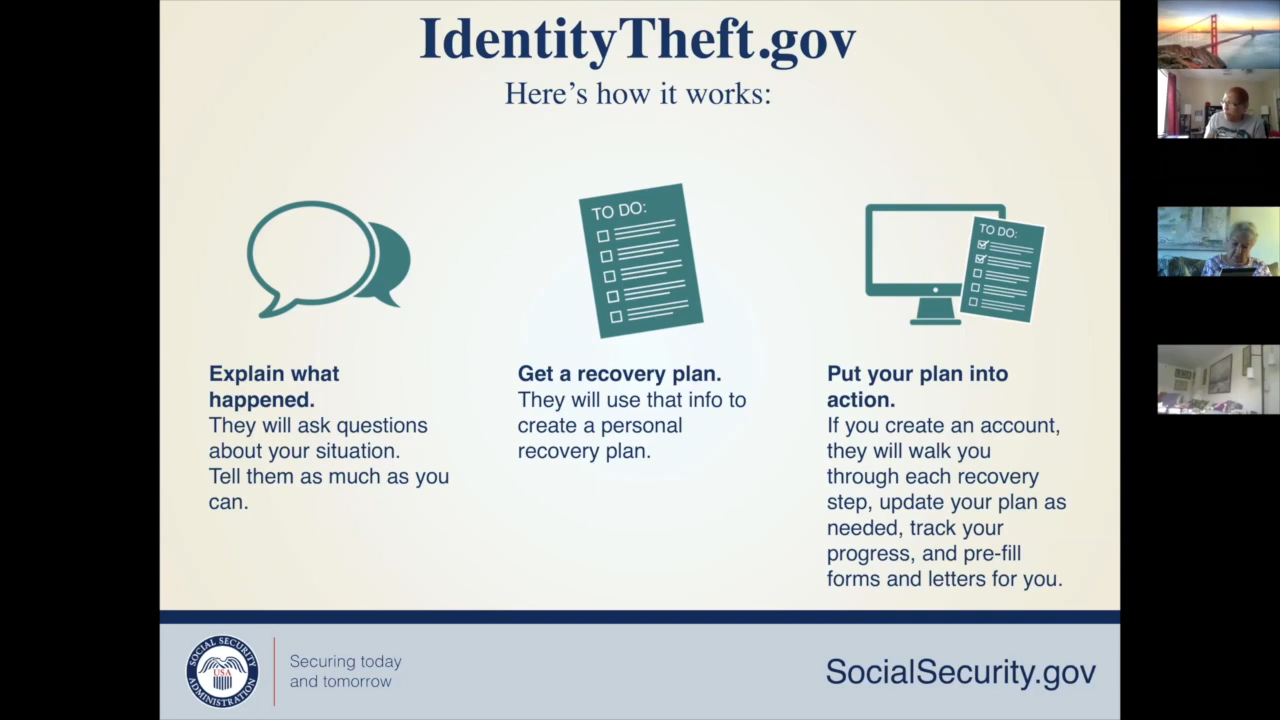 IdentityTheft.gov
Here's how it works:
TO DO:
TO DO:
Explain what
happened.
They will ask questions
about your situation.
Tell them as much as you
can.
Get a recovery plan.
They will use that info to
create a personal
recovery plan.
Put your plan into
action.
If you create an account,
they will walk you
through each recovery
step, update your plan as
needed, track your
progress, and pre-fill
forms and letters for you.
SOCIAL SECURITY
USA
ADMINISTRATION
Securing today
and tomorrow
SocialSecurity.gov